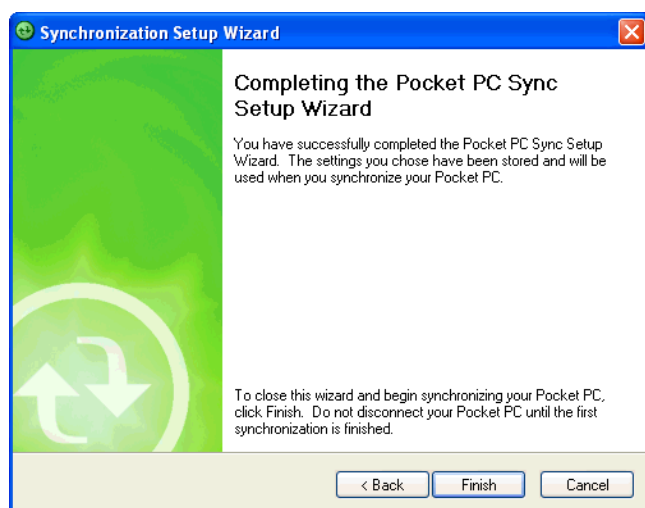 Synchronization Setup Wizard
Completing the Pocket PC Sync
Setup Wizard
You have successfully completed the Pocket PC Sync Setup
Wizard. The settings you chose have been stored and will be
used when you synchronize your Pocket PC.
To close this wizard and begin synchronizing your Pocket PC,
click Finish. Do not disconnect your Pocket PC until the first
synchronization is finished.
< Back Finish Cancel